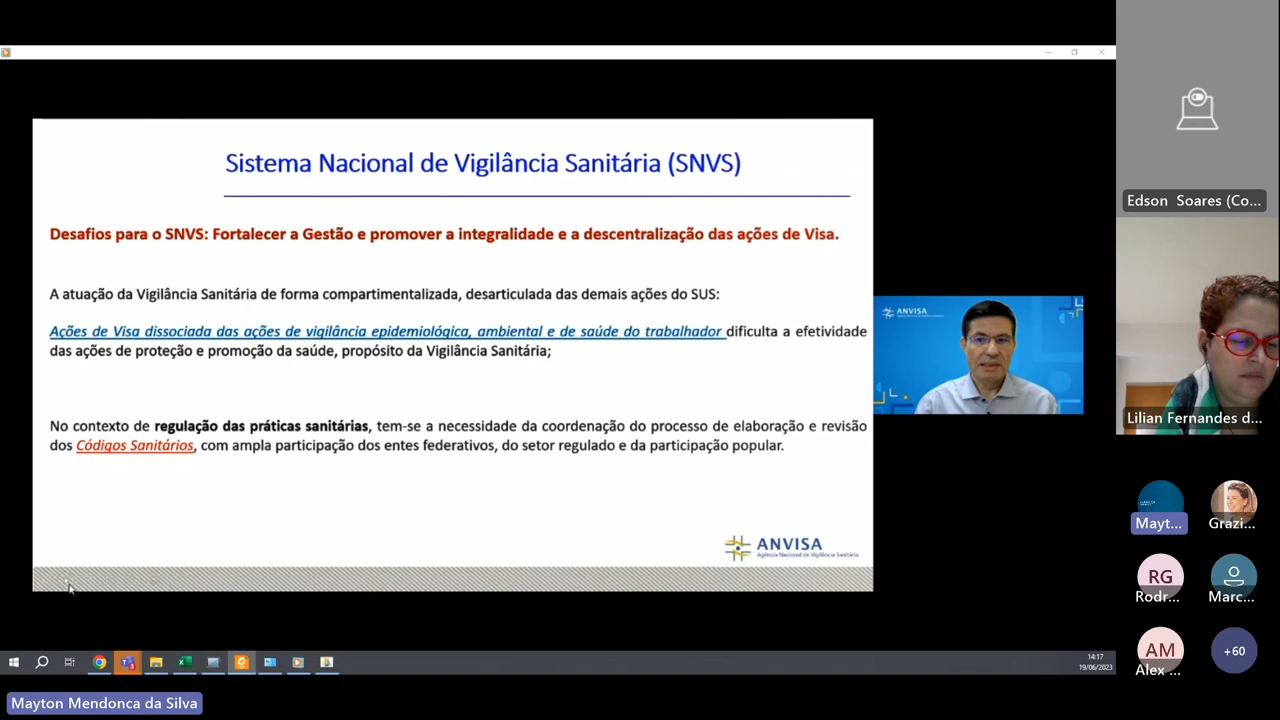 Sistema Nacional de Vigilância Sanitária (SNVS)
Desafios para o SNVS: Fortalecer a Gestão e promover a integralidade e a descentralização das ações de Visa.
A atuação da Vigilância Sanitária de forma compartimentalizada, desarticulada das demais ações do SUS:
Ações de Visa dissociada das ações de vigilância epidemiológica, ambiental e de saúde do trabalhador dificulta a efetividade
das ações de proteção e promoção da saúde, propósito da Vigilância Sanitária;
No contexto de regulação das práticas sanitárias, tem-se a necessidade da coordenação do processo de elaboração e revisão
dos Códigos Sanitários, com ampla participação dos entes federativos, do setor regulado e da participação popular.
ANVISA
Agência Nacional de Vigilância Sanitária
ANVISA
Edson Soares (Co...
Lilian Fernandes d...
Mayt...
Grazi...
RG
Rodr...
Marc...
AM
Alex ...
+60
14:17
19/06/2023
Mayton Mendonca da Silva